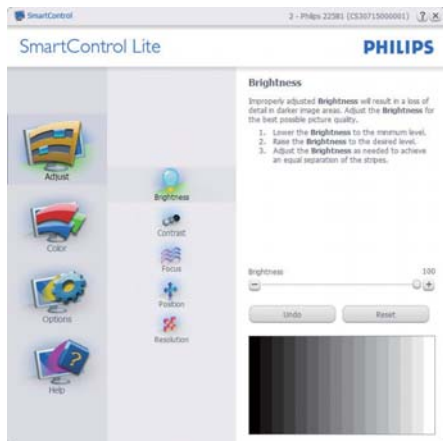 SmartControl
2 - Philips 225B1 (CS30715000001)
SmartControl Lite
PHILIPS
Adjust
Color
Options
Help
Brightness
Contrast
Focus
Position
Resolution
Brightness
Improperly adjusted Brightness will result in a loss of
detail in darker image areas. Adjust the Brightness for
the best possible picture quality.
1. Lower the Brightness to the minimum level.
2. Raise the Brightness to the desired level.
3. Adjust the Brightness as needed to achieve
an equal separation of the stripes.
Brightness 100
Undo
Reset